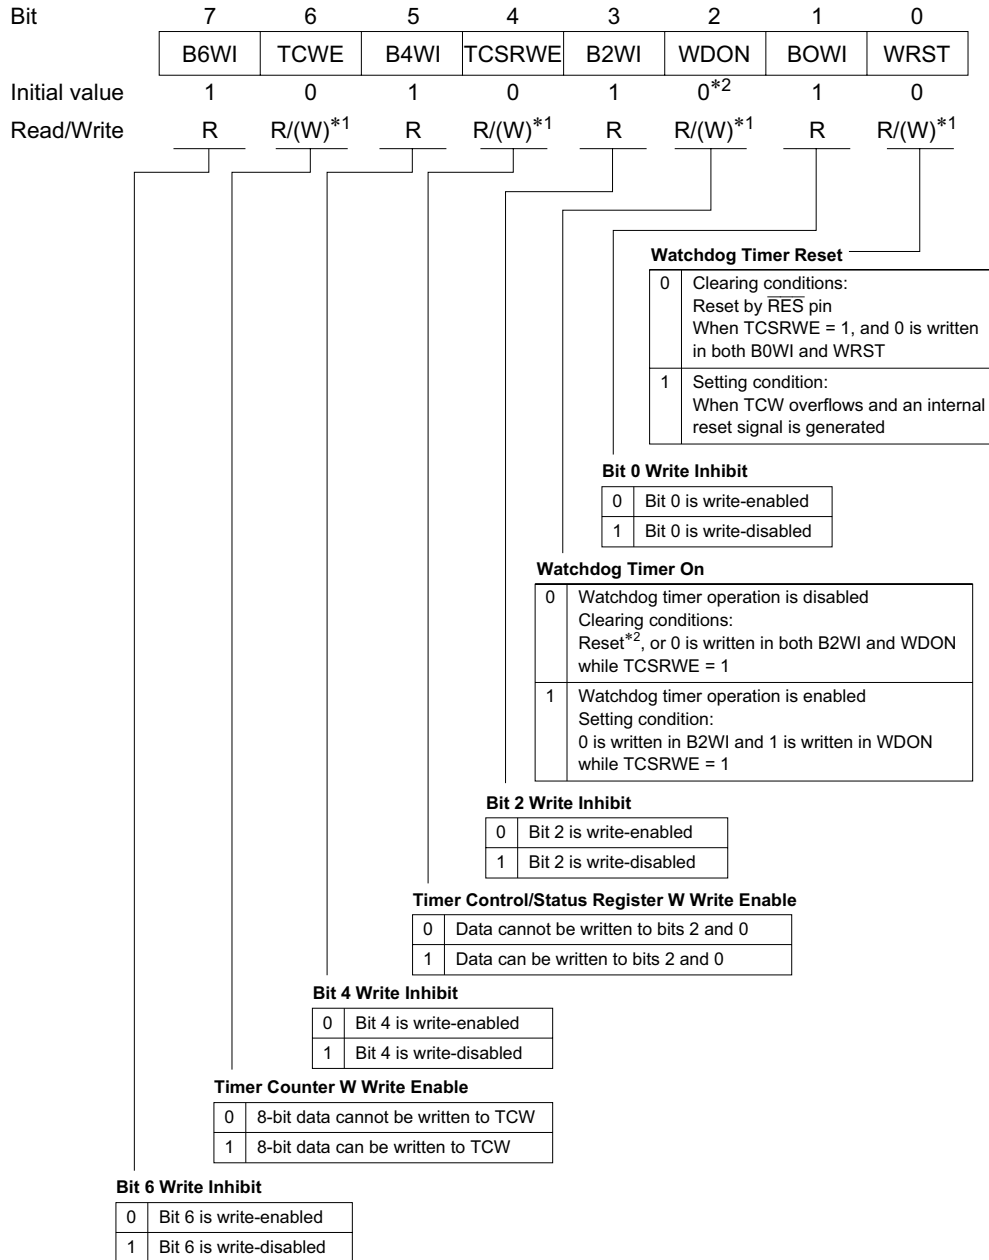 Bit 7 6 5 4 3 2 1 0
B6WI TCWE B4WI TCSRWE B2WI WDON BOWI WRST
Initial value 1 0 1 0 1 0*2 1 0
Read/Write R R/(W)*1 R R/(W)*1 R R/(W)*1 R R/(W)*1
Watchdog Timer Reset
0 Clearing conditions:
Reset by RES pin
When TCSRWE = 1, and 0 is written
in both B0WI and WRST
1 Setting condition:
When TCW overflows and an internal
reset signal is generated
Bit 0 Write Inhibit
0 Bit 0 is write-enabled
1 Bit 0 is write-disabled
Watchdog Timer On
0 Watchdog timer operation is disabled
Clearing conditions:
Reset*2, or 0 is written in both B2WI and WDON
while TCSRWE = 1
1 Watchdog timer operation is enabled
Setting condition:
0 is written in B2WI and 1 is written in WDON
while TCSRWE = 1
Bit 2 Write Inhibit
0 Bit 2 is write-enabled
1 Bit 2 is write-disabled
Timer Control/Status Register W Write Enable
0 Data cannot be written to bits 2 and 0
1 Data can be written to bits 2 and 0
Bit 4 Write Inhibit
0 Bit 4 is write-enabled
1 Bit 4 is write-disabled
Timer Counter W Write Enable
0 8-bit data cannot be written to TCW
1 8-bit data can be written to TCW
Bit 6 Write Inhibit
0 Bit 6 is write-enabled
1 Bit 6 is write-disabled